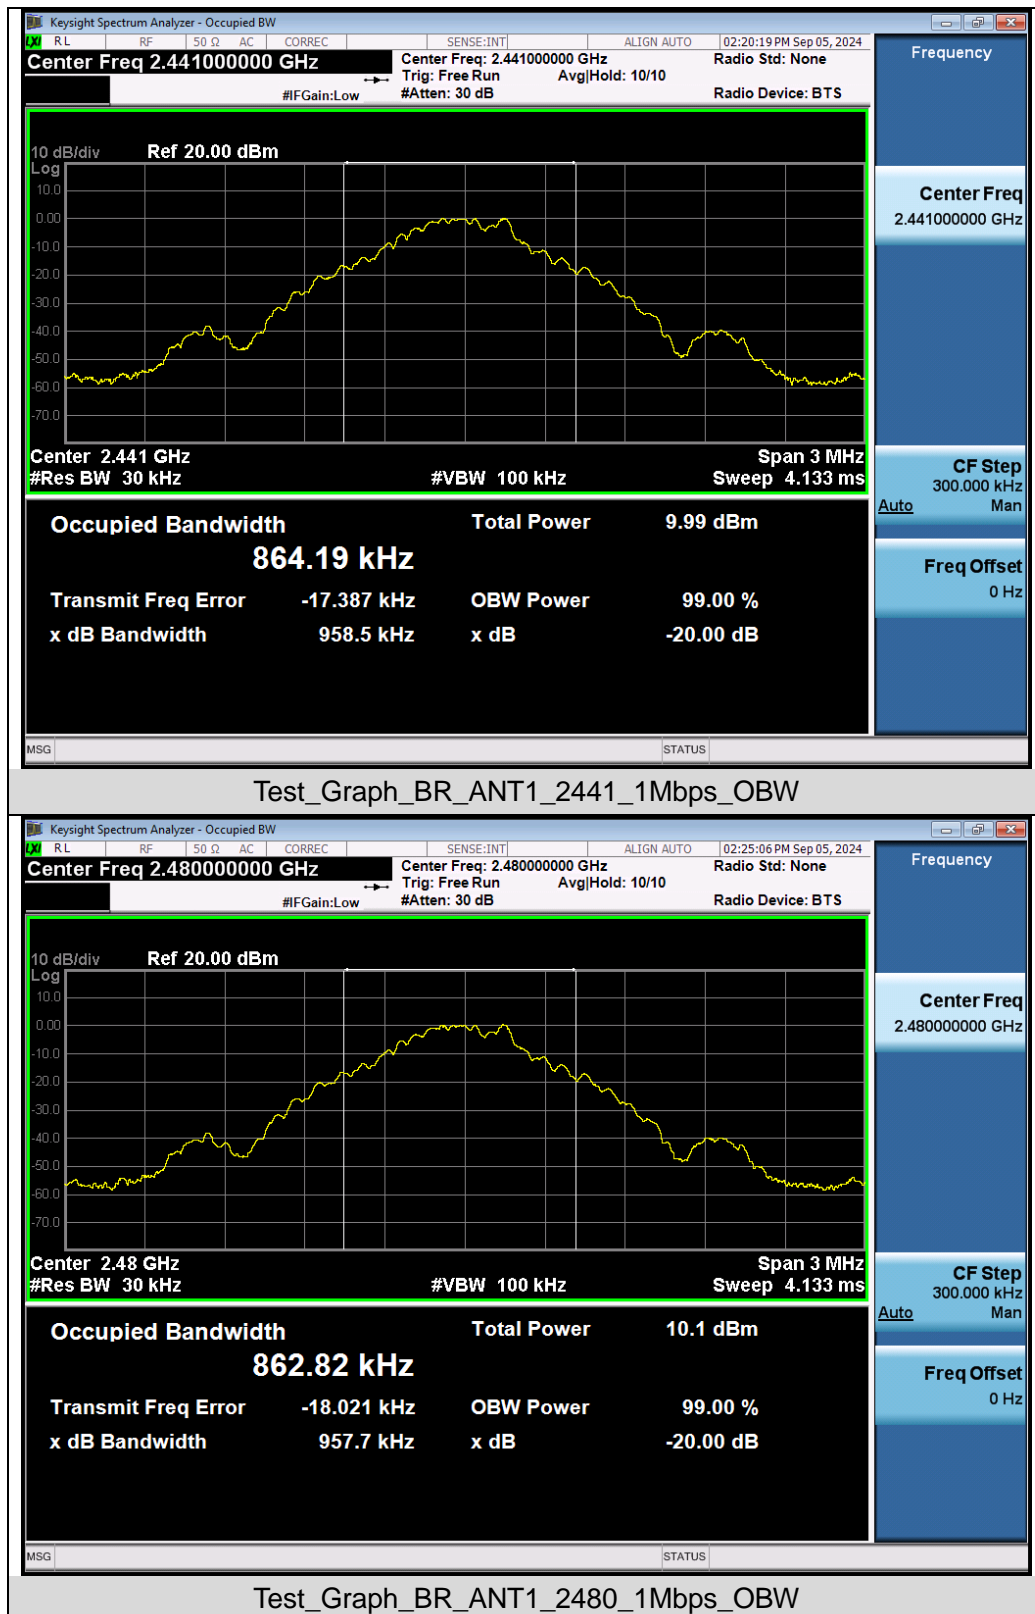 Keysight Spectrum Analyzer - Occupied BW
LXI RL RF 50 Ω AC CORREC SENSE:INT ALIGN AUTO 02:20:19 PM Sep 05, 2024
Center Freq 2.441000000 GHz
Center Freq: 2.441000000 GHz
Radio Std: None
Trig: Free Run Avg|Hold: 10/10
#IFGain:Low
#Atten: 30 dB
Radio Device: BTS
Frequency
10 dB/div Ref 20.00 dBm
Log
10.0
0.00
-10.0
-20.0
-30.0
-40.0
-50.0
-60.0
-70.0
Center Freq
2.441000000 GHz
Center 2.441 GHz Span 3 MHz
#Res BW 30 kHz #VBW 100 kHz Sweep 4.133 ms
CF Step
300.000 kHz
Auto Man
Occupied Bandwidth Total Power 9.99 dBm
864.19 kHz
Freq Offset
0 Hz
Transmit Freq Error -17.387 kHz OBW Power 99.00 %
x dB Bandwidth 958.5 kHz x dB -20.00 dB
MSG STATUS
Test_Graph_BR_ANT1_2441_1Mbps_OBW
Keysight Spectrum Analyzer - Occupied BW
LXI RL RF 50 Ω AC CORREC SENSE:INT ALIGN AUTO 02:25:06 PM Sep 05, 2024
Center Freq 2.480000000 GHz
Center Freq: 2.480000000 GHz
Radio Std: None
Trig: Free Run Avg|Hold: 10/10
#IFGain:Low
#Atten: 30 dB
Radio Device: BTS
Frequency
10 dB/div Ref 20.00 dBm
Log
10.0
0.00
-10.0
-20.0
-30.0
-40.0
-50.0
-60.0
-70.0
Center Freq
2.480000000 GHz
Center 2.48 GHz Span 3 MHz
#Res BW 30 kHz #VBW 100 kHz Sweep 4.133 ms
CF Step
300.000 kHz
Auto Man
Occupied Bandwidth Total Power 10.1 dBm
862.82 kHz
Freq Offset
0 Hz
Transmit Freq Error -18.021 kHz OBW Power 99.00 %
x dB Bandwidth 957.7 kHz x dB -20.00 dB
MSG STATUS
Test_Graph_BR_ANT1_2480_1Mbps_OBW